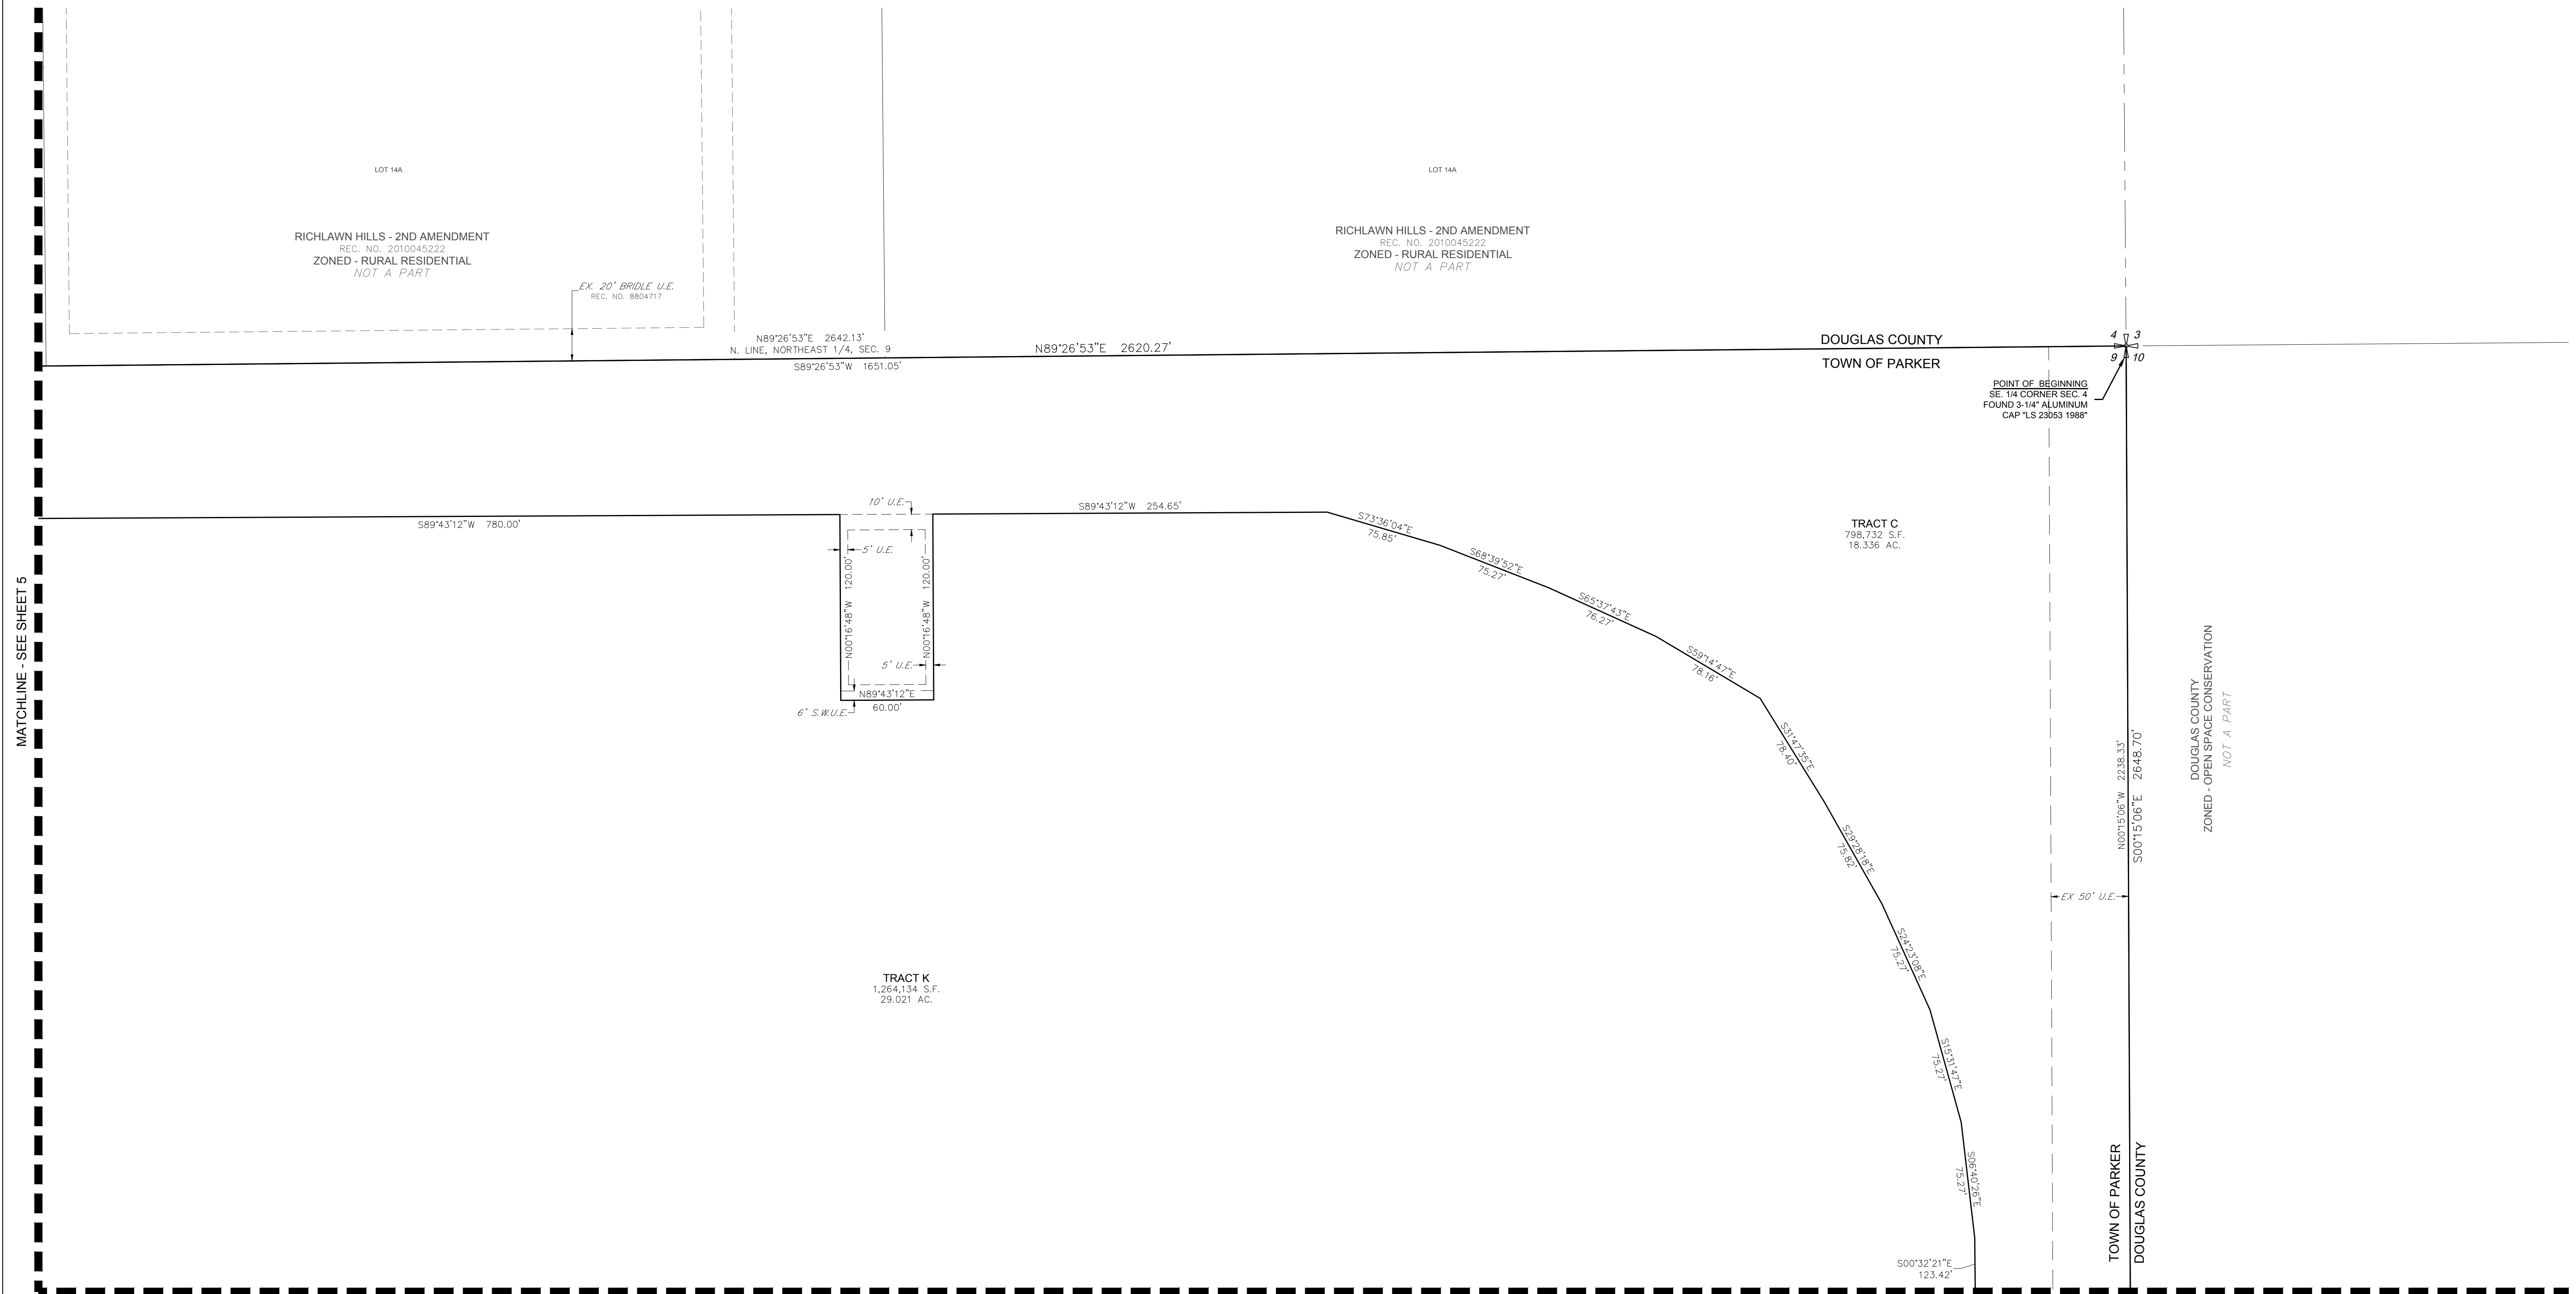 LOT 14A
LOT 14A
RICHLAWN HILLS - 2ND AMENDMENT
REC. NO. 2010045222
ZONED - RURAL RESIDENTIAL
NOT A PART
RICHLAWN HILLS - 2ND AMENDMENT
REC. NO. 2010045222
ZONED - RURAL RESIDENTIAL
NOT A PART
EX. 20' BRIDLE U.E.
REC. NO. 8804717
N89°26'53"E 2642.13'
N. LINE, NORTHEAST 1/4, SEC. 9
N89°26'53"E 2620.27'
S89°26'53"W 1651.05'
DOUGLAS COUNTY
TOWN OF PARKER
4 3
9 10
POINT OF BEGINNING
SE. 1/4 CORNER SEC. 4
FOUND 3-1/4" ALUMINUM
CAP "LS 23053 1988"
S89°43'12"W 780.00'
10' U.E.
5' U.E.
N00°16'48"W 120.00'
N00°16'48"W 120.00'
5' U.E.
N89°43'12"E
60.00'
6' S.W.U.E.
S89°43'12"W 254.65'
S73°36'04"E
75.85'
S68°39'52"E
75.27'
S65°37'43"E
76.27'
S59°14'47"E
78.16'
S31°47'35"E
78.40'
S29°28'18"E
75.82'
S24°23'08"E
75.27'
S15°31'47"E
75.27'
S06°40'26"E
75.27'
S00°32'21"E
123.42'
TRACT C
798,732 S.F.
18.336 AC.
MATCHLINE - SEE SHEET 5
TRACT K
1,264,134 S.F.
29.021 AC.
N00°15'06"W 2238.33'
S00°15'06"E 2648.70'
EX 50' U.E.
DOUGLAS COUNTY
ZONED - OPEN SPACE CONSERVATION
NOT A PART
TOWN OF PARKER
DOUGLAS COUNTY